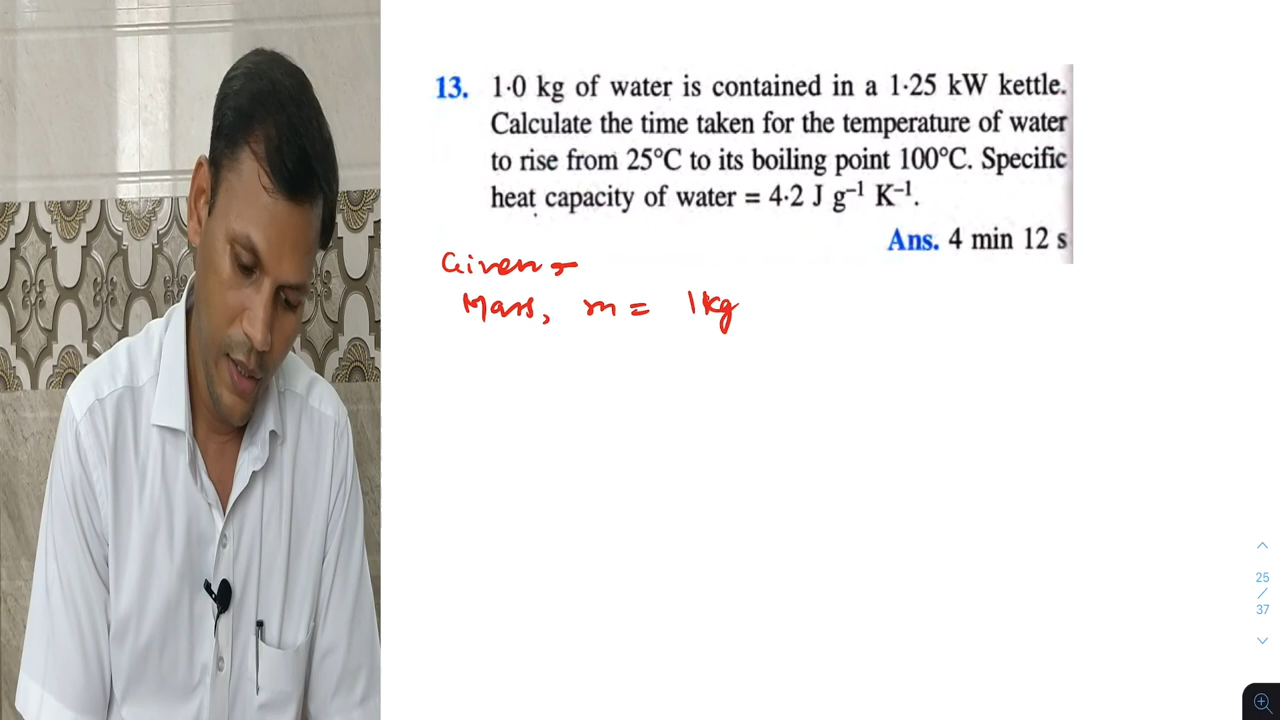 13. 1·0 kg of water is contained in a 1·25 kW kettle.
Calculate the time taken for the temperature of water
to rise from 25°C to its boiling point 100°C. Specific
heat capacity of water = 4·2 J g⁻¹ K⁻¹.
Ans. 4 min 12 s
Given →
Mass, m = 1 kg
25
/
37